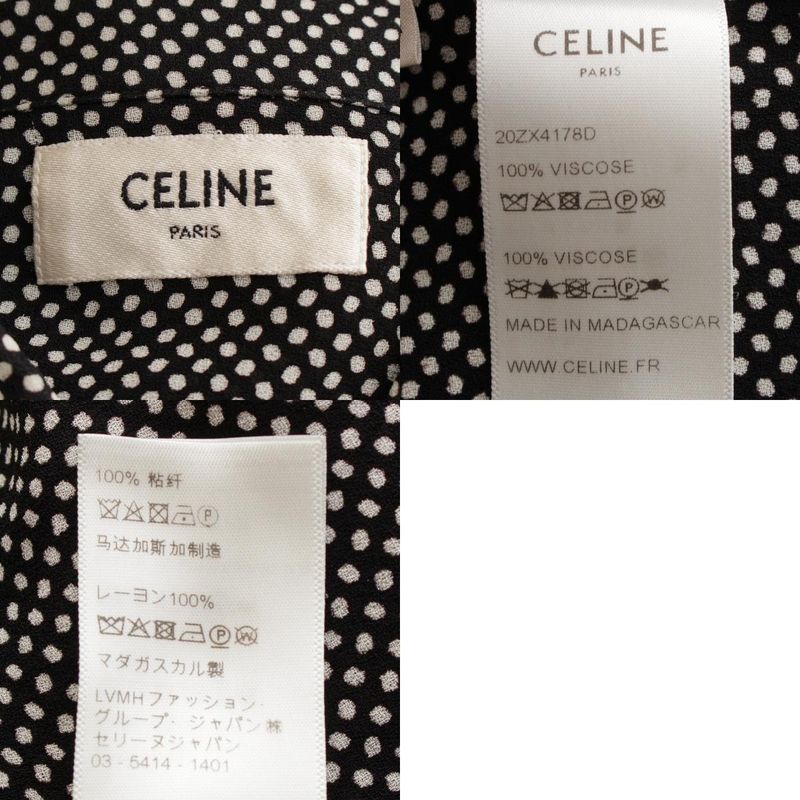 CELINE
PARIS
CELINE
PARIS
20ZX4178D
100% VISCOSE
100% VISCOSE
MADE IN MADAGASCAR
WWW.CELINE.FR
100% 粘纤
马达加斯加制造
レーヨン100%
マダガスカル製
LVMHファッション・
グループ・ジャパン㈱
セリーヌジャパン
03 - 5414 - 1401